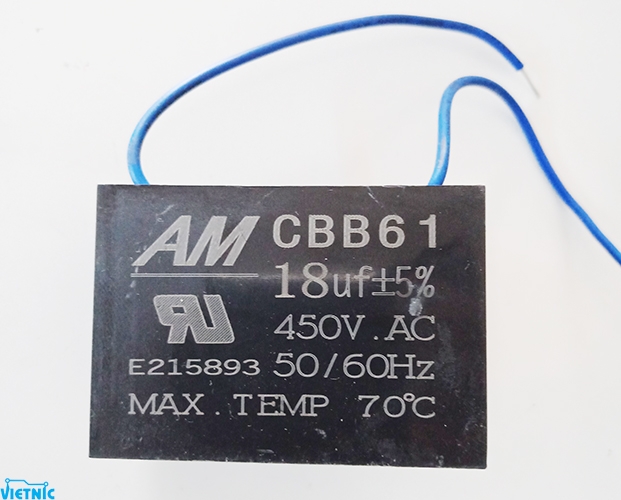 AM CBB61
18uf±5%
450V.AC
E215893 50/60Hz
MAX.TEMP 70°C
VIETNIC